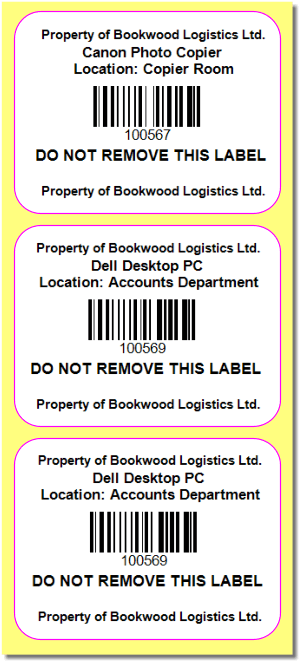 Property of Bookwood Logistics Ltd.
Canon Photo Copier
Location: Copier Room
100567
DO NOT REMOVE THIS LABEL
Property of Bookwood Logistics Ltd.
Property of Bookwood Logistics Ltd.
Dell Desktop PC
Location: Accounts Department
100569
DO NOT REMOVE THIS LABEL
Property of Bookwood Logistics Ltd.
Property of Bookwood Logistics Ltd.
Dell Desktop PC
Location: Accounts Department
100569
DO NOT REMOVE THIS LABEL
Property of Bookwood Logistics Ltd.